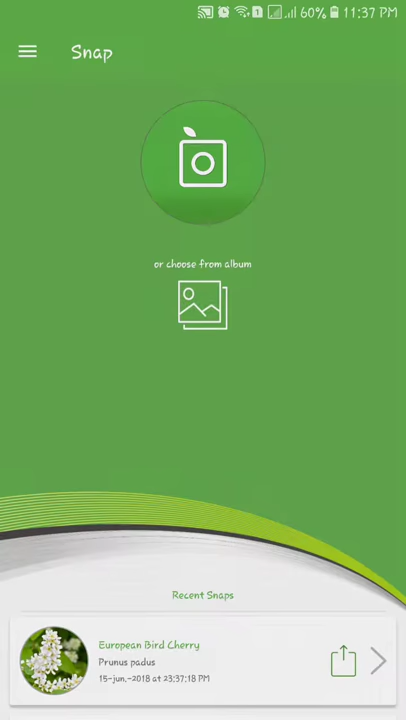 1 60% 11:37 PM
Snap
or choose from album
Recent Snaps
European Bird Cherry
Prunus padus
15-jun.-2018 at 23:37:18 PM